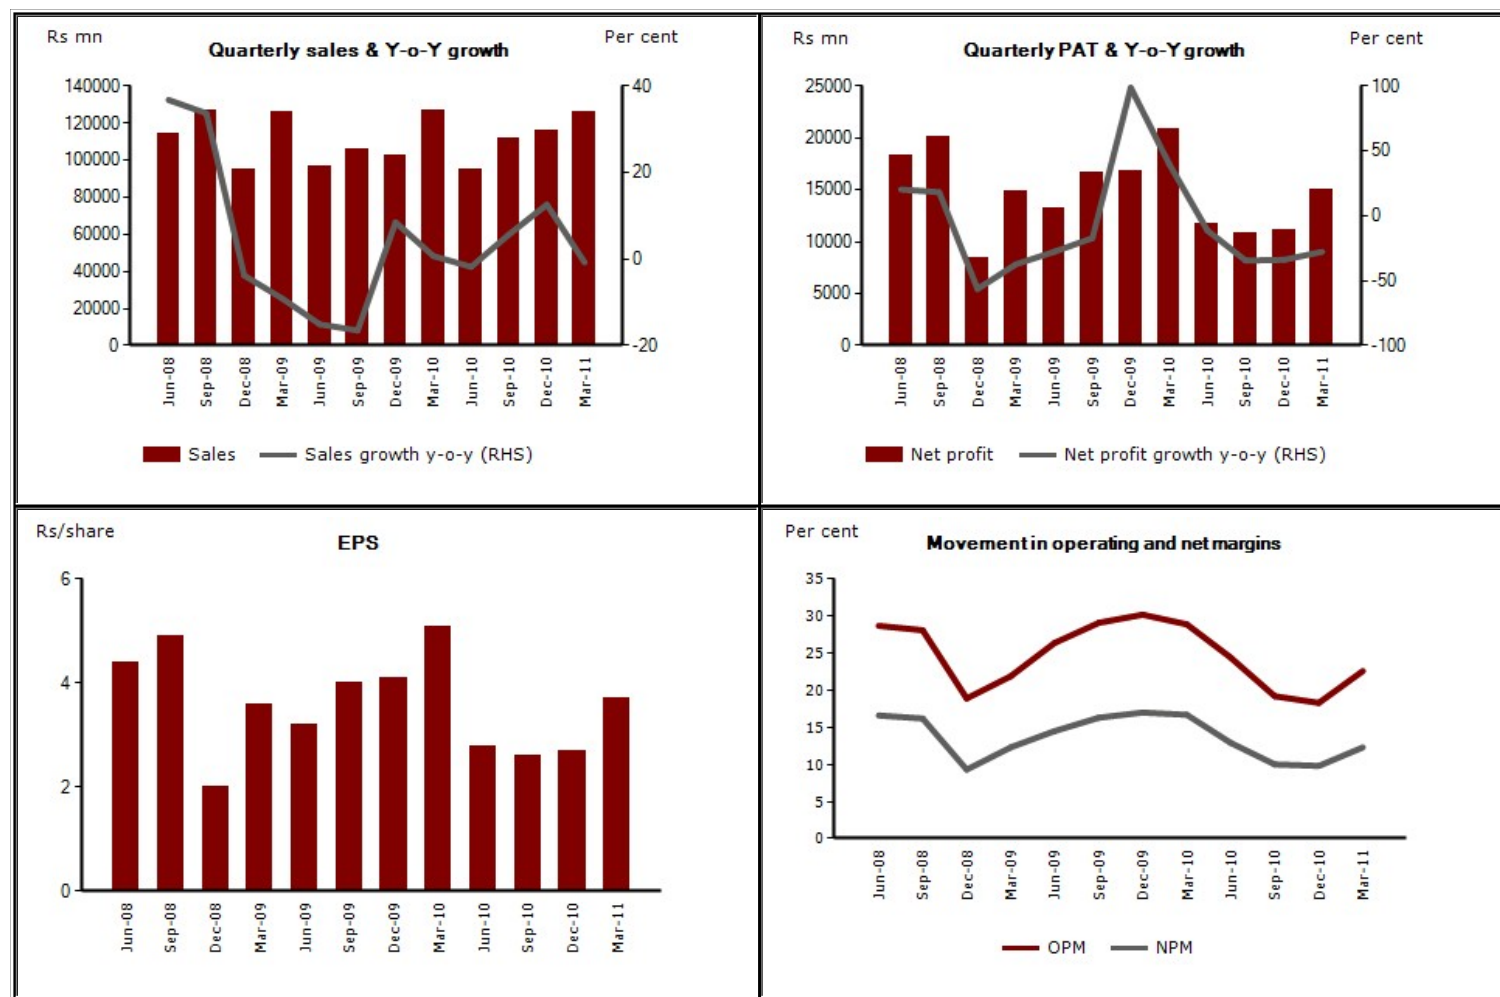 Rs mn
Quarterly sales & Y-o-Y growth
Per cent
140000
120000
100000
80000
60000
40000
20000
0
40
20
0
-20
Jun-08
Sep-08
Dec-08
Mar-09
Jun-09
Sep-09
Dec-09
Mar-10
Jun-10
Sep-10
Dec-10
Mar-11
Sales
Sales growth y-o-y (RHS)
Rs mn
Quarterly PAT & Y-o-Y growth
Per cent
25000
20000
15000
10000
5000
0
100
50
0
-50
-100
Jun-08
Sep-08
Dec-08
Mar-09
Jun-09
Sep-09
Dec-09
Mar-10
Jun-10
Sep-10
Dec-10
Mar-11
Net profit
Net profit growth y-o-y (RHS)
Rs/share
EPS
6
4
2
0
Jun-08
Sep-08
Dec-08
Mar-09
Jun-09
Sep-09
Dec-09
Mar-10
Jun-10
Sep-10
Dec-10
Mar-11
Per cent
Movement in operating and net margins
35
30
25
20
15
10
5
0
Jun-08
Sep-08
Dec-08
Mar-09
Jun-09
Sep-09
Dec-09
Mar-10
Jun-10
Sep-10
Dec-10
Mar-11
OPM
NPM